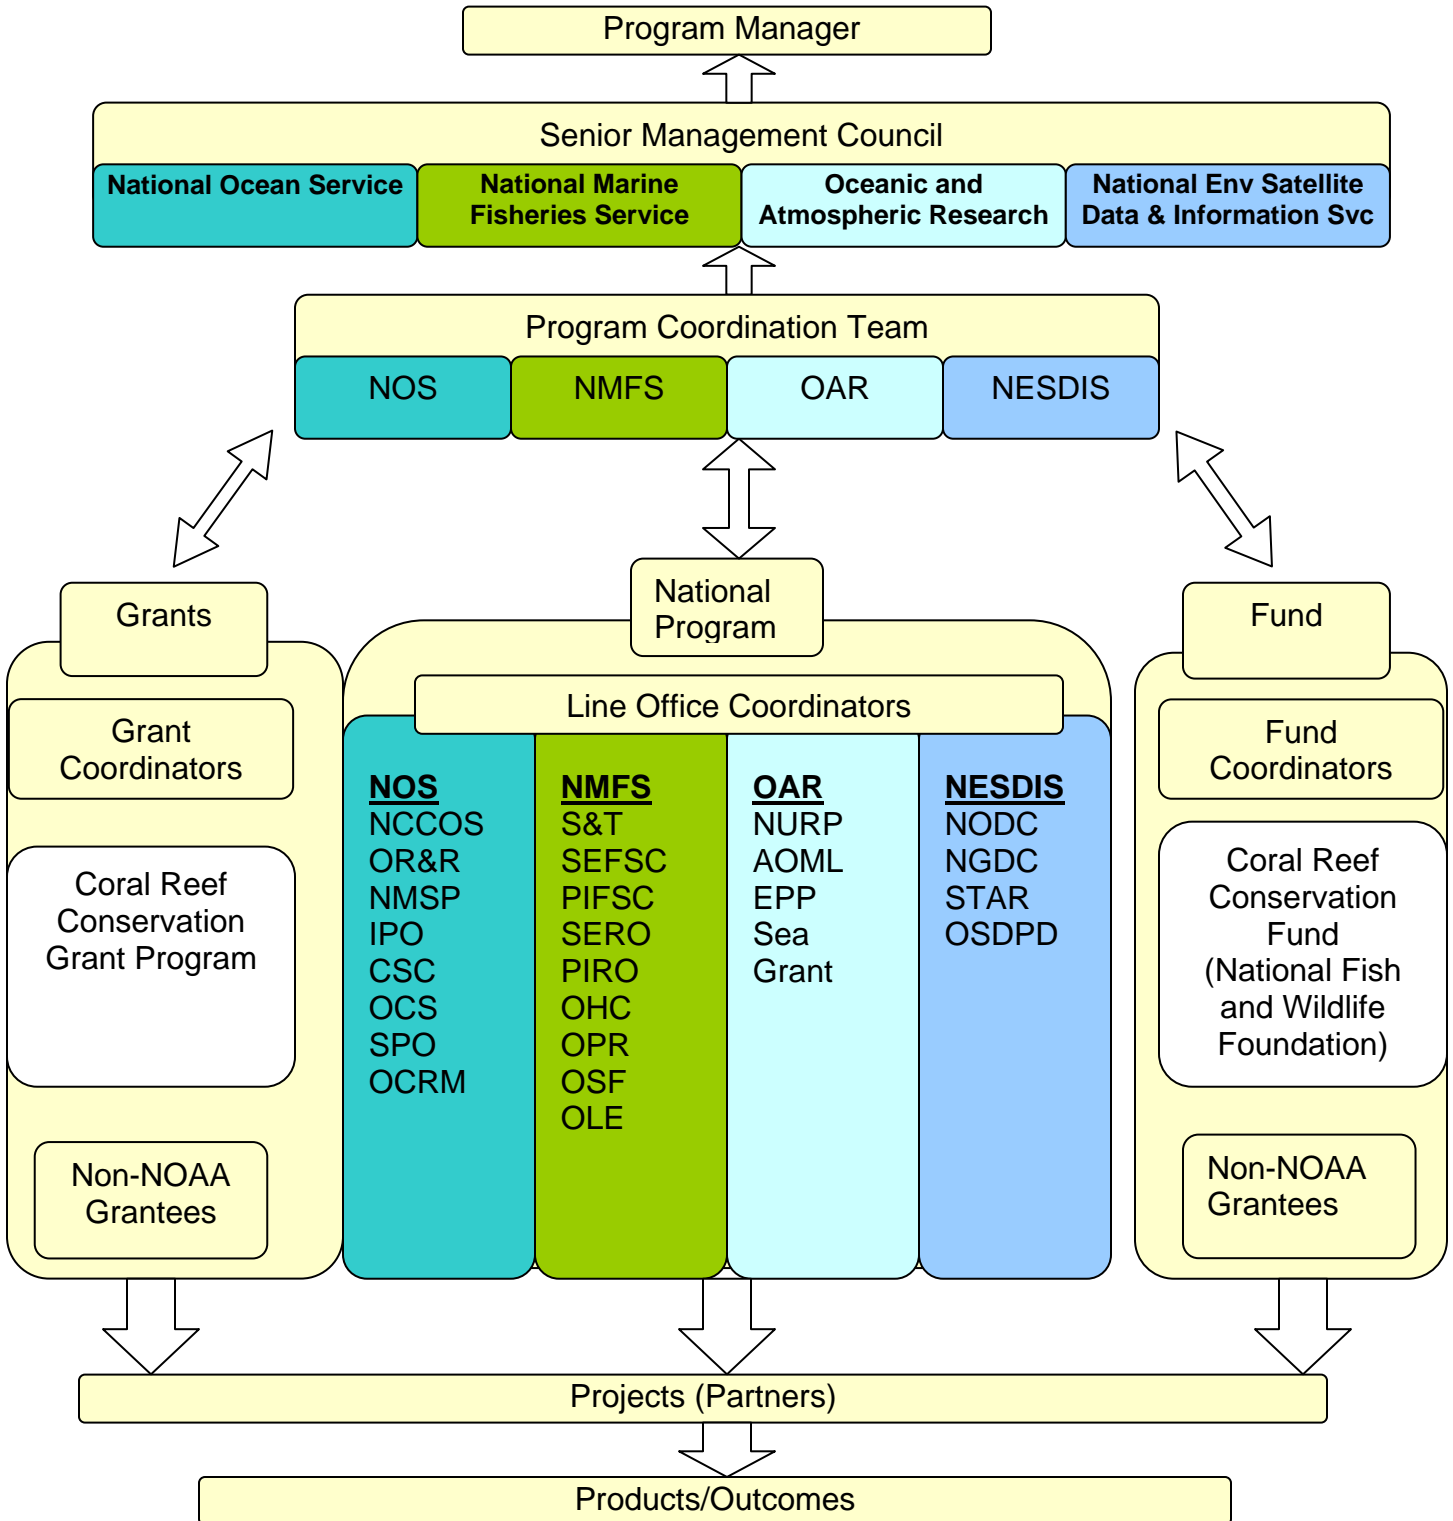 Program Manager
Senior Management Council
National Ocean Service
National Marine
Fisheries Service
Oceanic and
Atmospheric Research
National Env Satellite
Data & Information Svc
Program Coordination Team
NOS
NMFS
OAR
NESDIS
Grants
Grant
Coordinators
Coral Reef
Conservation
Grant Program
Non-NOAA
Grantees
National
Program
Line Office Coordinators
NOS
NCCOS
OR&R
NMSP
IPO
CSC
OCS
SPO
OCRM
NMFS
S&T
SEFSC
PIFSC
SERO
PIRO
OHC
OPR
OSF
OLE
OAR
NURP
AOML
EPP
Sea
Grant
NESDIS
NODC
NGDC
STAR
OSDPD
Fund
Fund
Coordinators
Coral Reef
Conservation
Fund
(National Fish
and Wildlife
Foundation)
Non-NOAA
Grantees
Projects (Partners)
Products/Outcomes